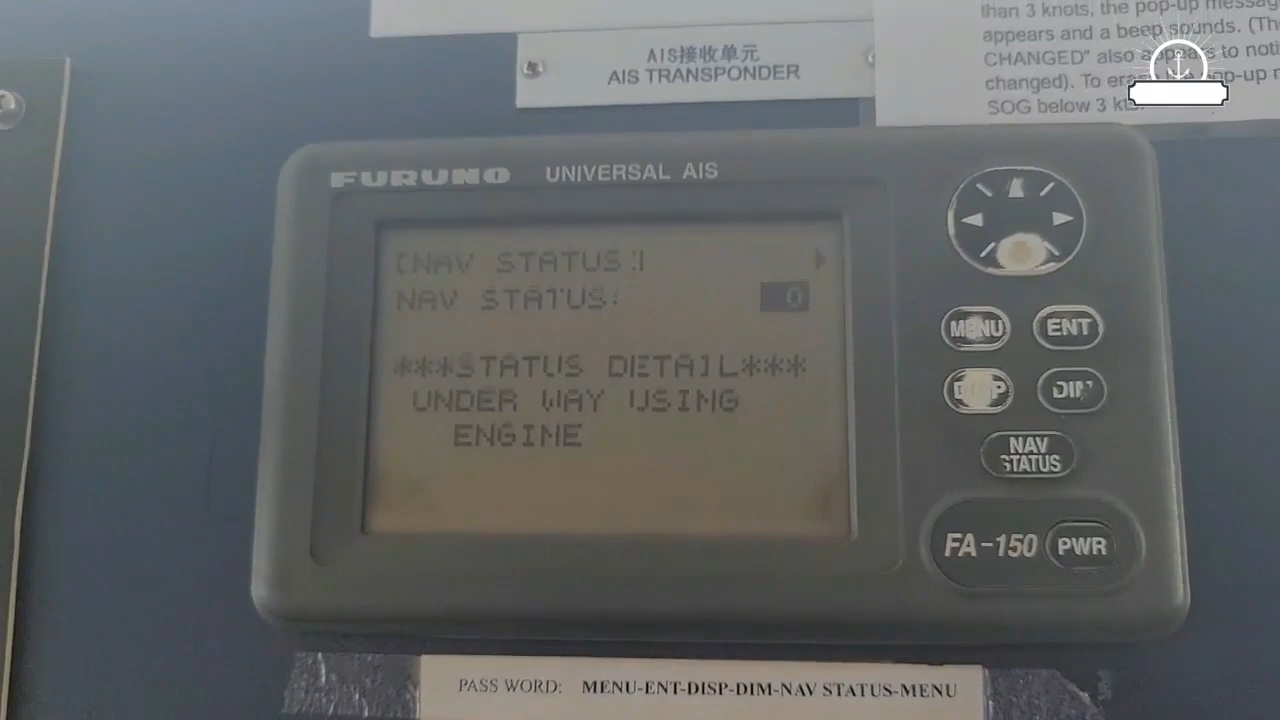 than 3 knots, the pop-up message
appears and a beep sounds. (Th
CHANGED" also appears to noti
changed). To erase pop-up
SOG below 3 kt
AIS接收单元
AIS TRANSPONDER
FURUNO UNIVERSAL AIS
[NAV STATUS]
NAV STATUS: 0
***STATUS DETAIL***
UNDER WAY USING
ENGINE
MENU ENT
DISP DIM
NAV
STATUS
FA-150 PWR
PASS WORD: MENU-ENT-DISP-DIM-NAV STATUS-MENU